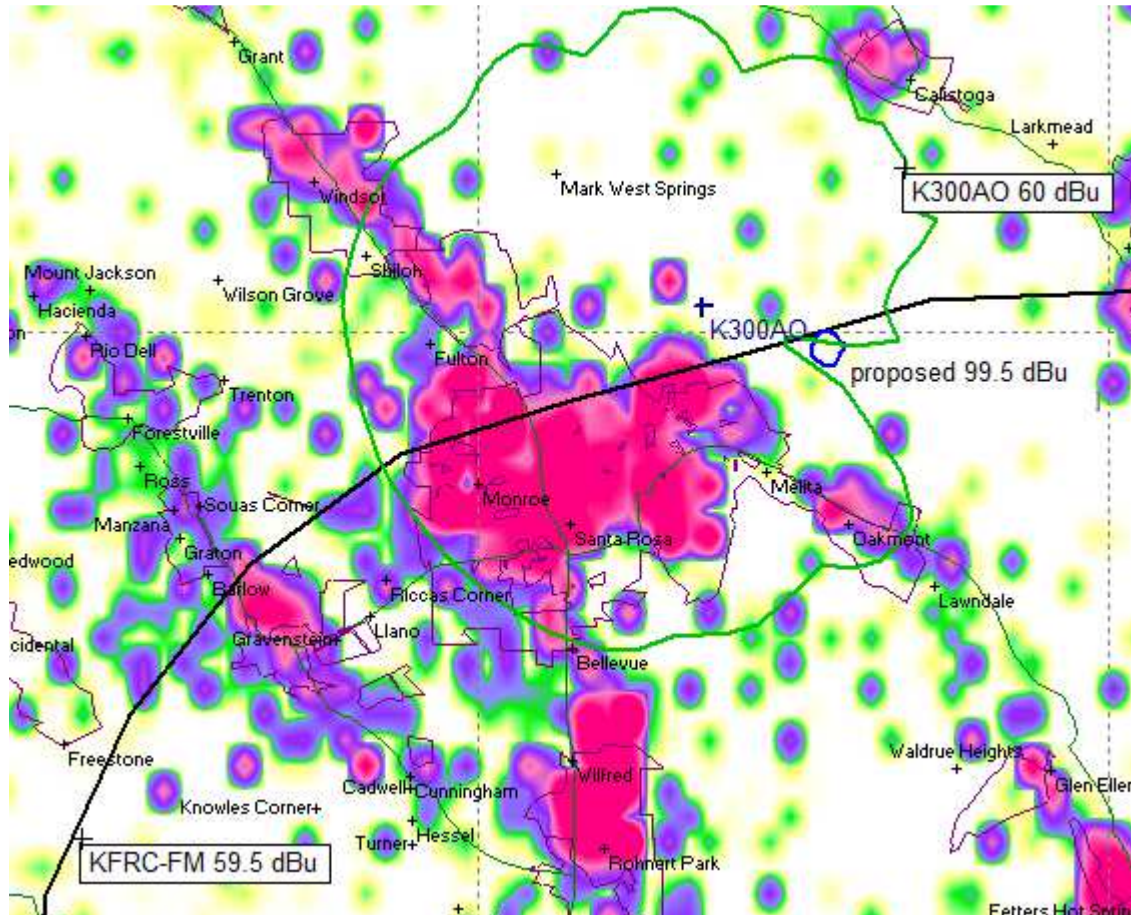 Grant
Calistoga
Larkmead
Mark West Springs
K300AO 60 dBu
Windsor
Shiloh
Mount Jackson
Wilson Grove
Hacienda
K300AO
on
Rio Dell
Fulton
proposed 99.5 dBu
Trenton
Forestville
Ross
Melita
Monroe
Souas Corner
Manzana
Santa Rosa
Oakmont
Graton
edwood
Barlow
Riccas Corner
Lawndale
Llano
Gravenstein
ccidental
Bellevue
Freestone
Waldrue Heights
Wilfred
Glen Ellen
Cadwell
Cunningham
Knowles Corner
Hessel
Turner
Rohnert Park
KFRC-FM 59.5 dBu
Fetters Hot Sprin